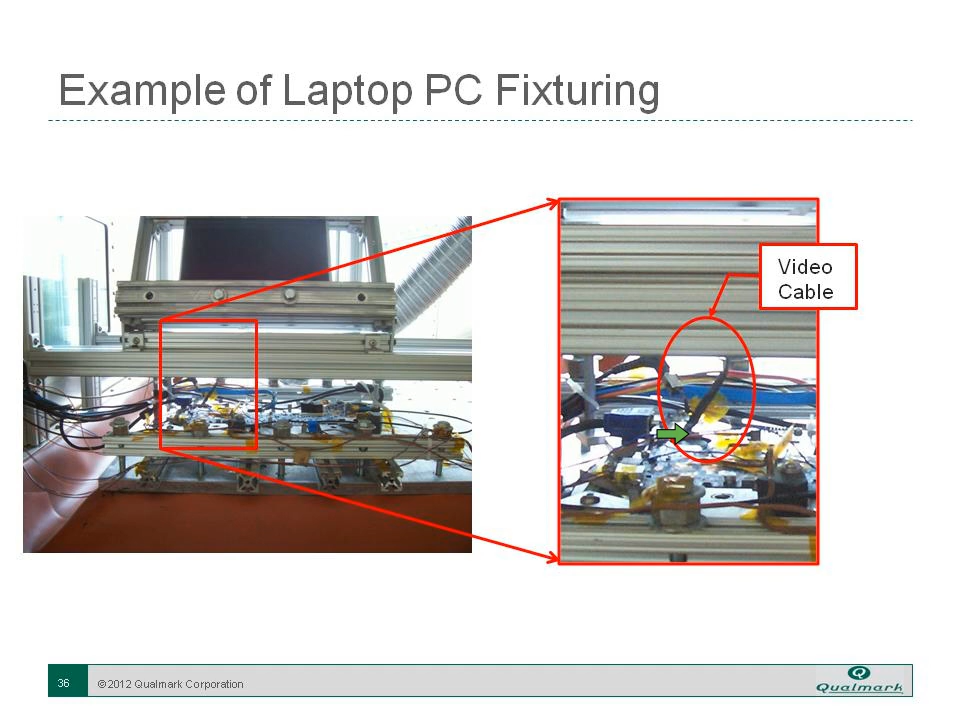 Example of Laptop PC Fixturing
Video
Cable
36
©2012 Qualmark Corporation
Qualmark